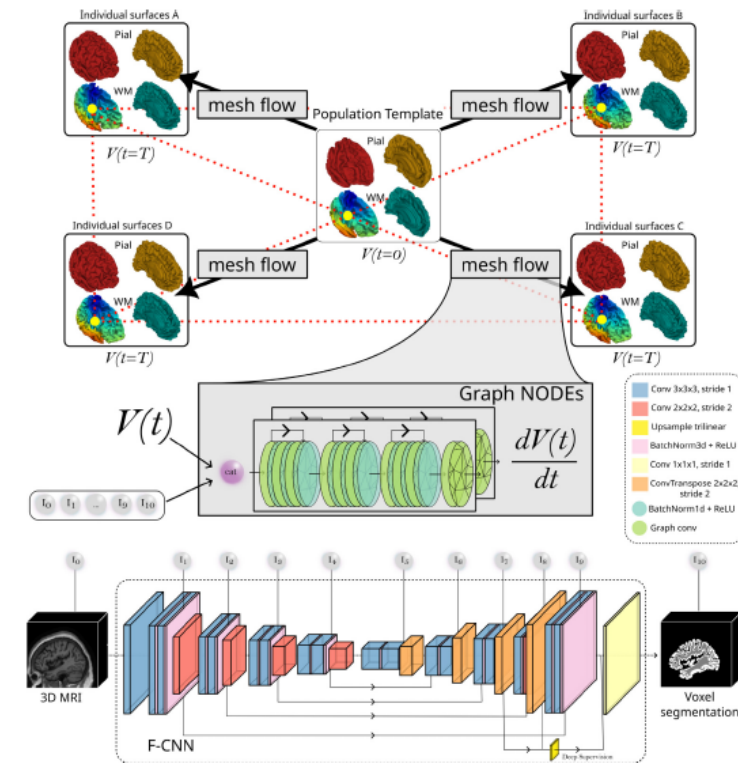 Individual surfaces A
Individual surfaces B
Pial
Pial
WM
WM
mesh flow
mesh flow
Population Template
V(t=T)
V(t=T)
Pial
WM
V(t=0)
Individual surfaces D
Individual surfaces C
Pial
Pial
WM
WM
mesh flow
mesh flow
V(t=T)
V(t=T)
Graph NODEs
V(t)
cat
dV(t)
dt
t₀ t₁ .. t₉ t₁₀
Conv 3x3x3, stride 1
Conv 2x2x2, stride 2
Upsample trilinear
BatchNorm3d + ReLU
Conv 1x1x1, stride 1
ConvTranspose 2x2x2,
stride 2
BatchNorm1d + ReLU
Graph conv
t₀ t₁ t₂ t₃ t₄ t₅ t₆ t₇ t₈ t₉ t₁₀
3D MRI
Voxel
segmentation
F-CNN
Deep Supervision